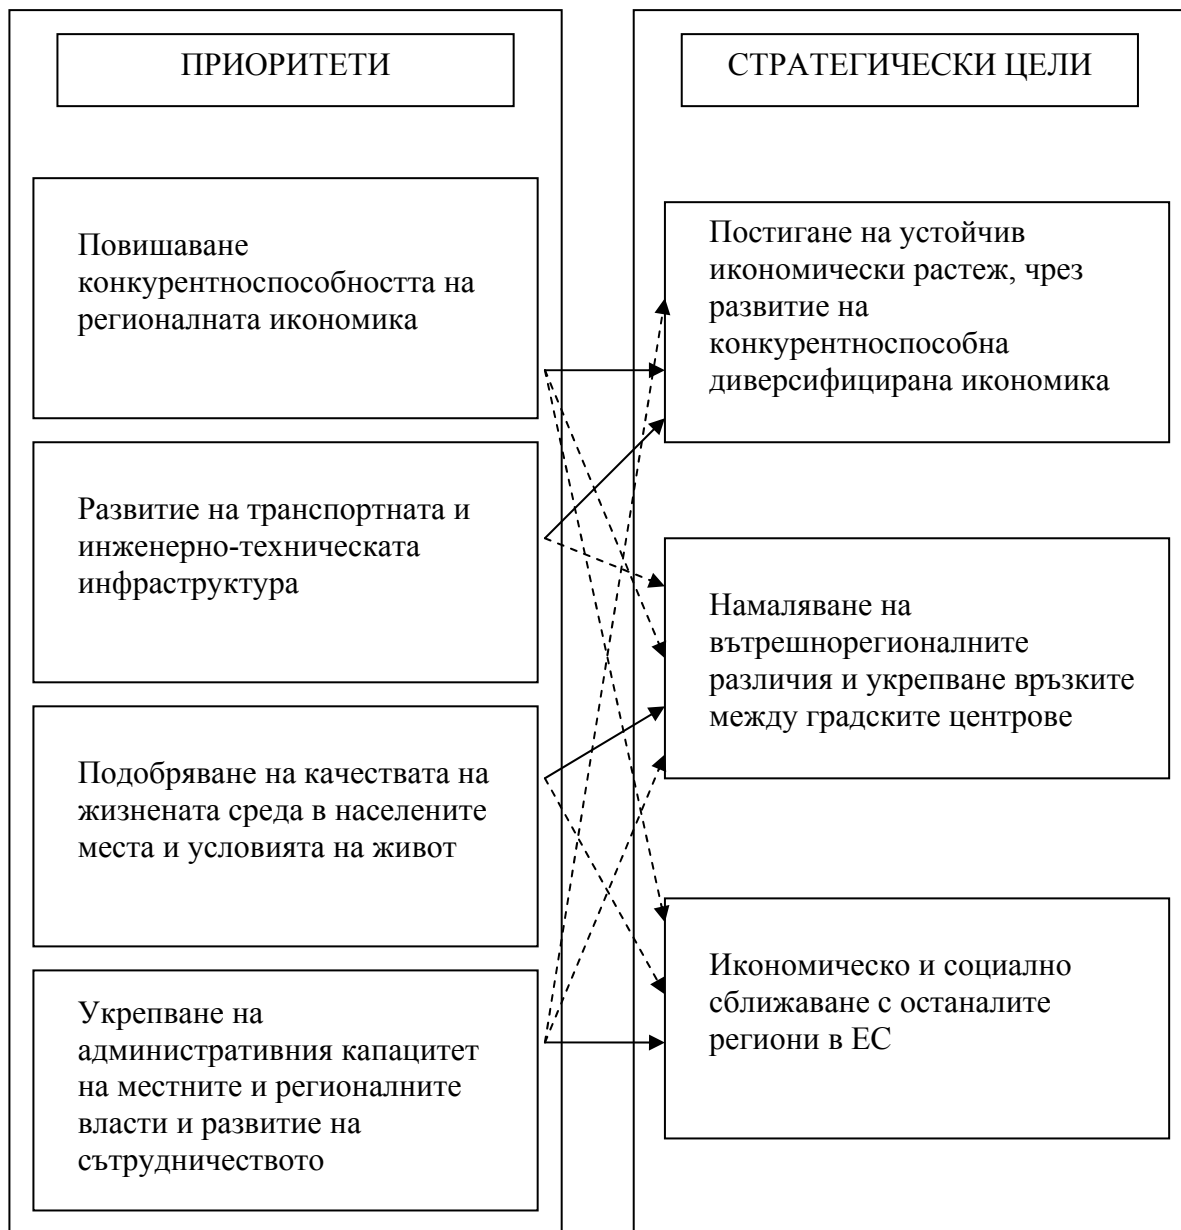 ПРИОРИТЕТИ
Повишаване
конкурентноспособността на
регионалната икономика
Развитие на транспортната и
инженерно-техническата
инфраструктура
Подобряване на качествата на
жизнената среда в населените
места и условията на живот
Укрепване на
административния капацитет
на местните и регионалните
власти и развитие на
сътрудничеството
СТРАТЕГИЧЕСКИ ЦЕЛИ
Постигане на устойчив
икономически растеж, чрез
развитие на
конкурентноспособна
диверсифицирана икономика
Намаляване на
вътрешнорегионалните
различия и укрепване връзките
между градските центрове
Икономическо и социално
сближаване с останалите
региони в ЕС